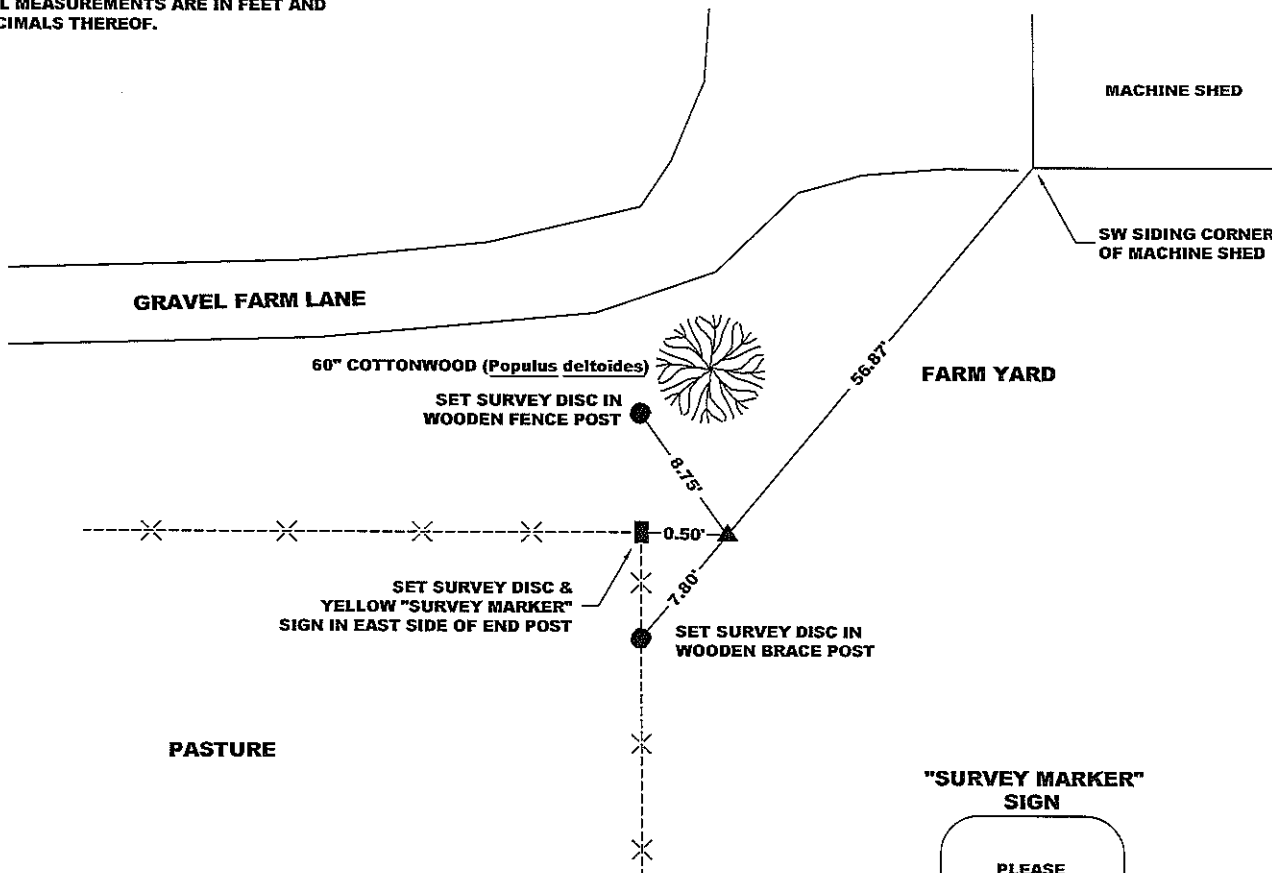 L MEASUREMENTS ARE IN FEET AND
CIMALS THEREOF.
MACHINE SHED
SW SIDING CORNER
OF MACHINE SHED
GRAVEL FARM LANE
60" COTTONWOOD (Populus deltoides)
56.87'
FARM YARD
SET SURVEY DISC IN
WOODEN FENCE POST
8.75'
0.50'
SET SURVEY DISC &
YELLOW "SURVEY MARKER"
SIGN IN EAST SIDE OF END POST
7.80'
SET SURVEY DISC IN
WOODEN BRACE POST
PASTURE
"SURVEY MARKER"
SIGN
PLEASE